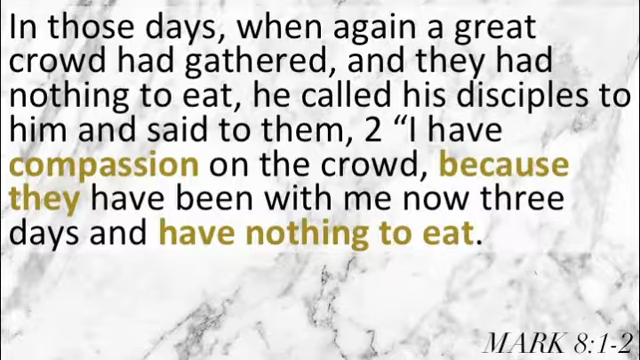 In those days, when again a great
crowd had gathered, and they had
nothing to eat, he called his disciples to
him and said to them, 2 “I have
compassion on the crowd, because
they have been with me now three
days and have nothing to eat.
MARK 8:1-2